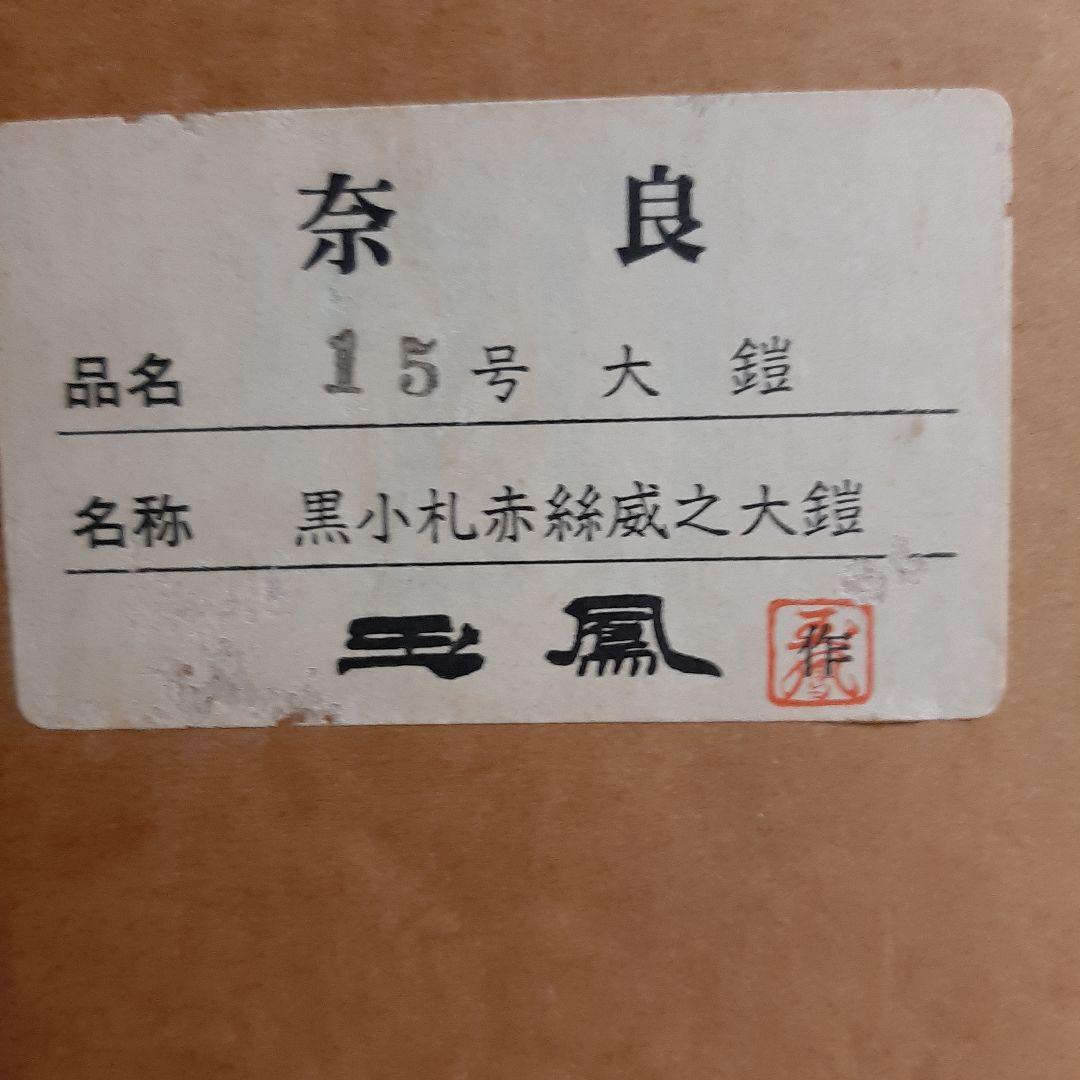 奈良
品名 15号 大鎧
名称 黒小札赤絲威之大鎧
玉鳳 作